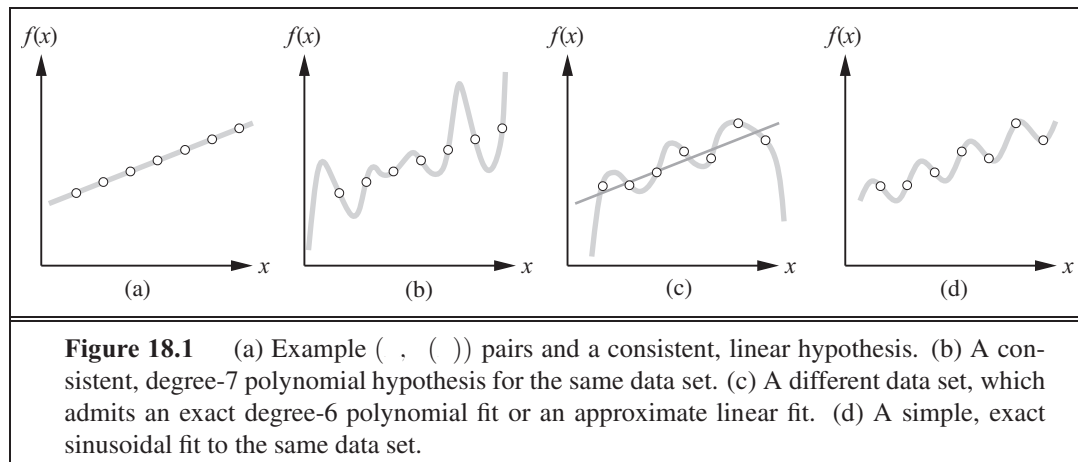 f(x) f(x) f(x) f(x)
x x x x
(a) (b) (c) (d)
Figure 18.1 (a) Example ( , ( )) pairs and a consistent, linear hypothesis. (b) A con-
sistent, degree-7 polynomial hypothesis for the same data set. (c) A different data set, which
admits an exact degree-6 polynomial fit or an approximate linear fit. (d) A simple, exact
sinusoidal fit to the same data set.